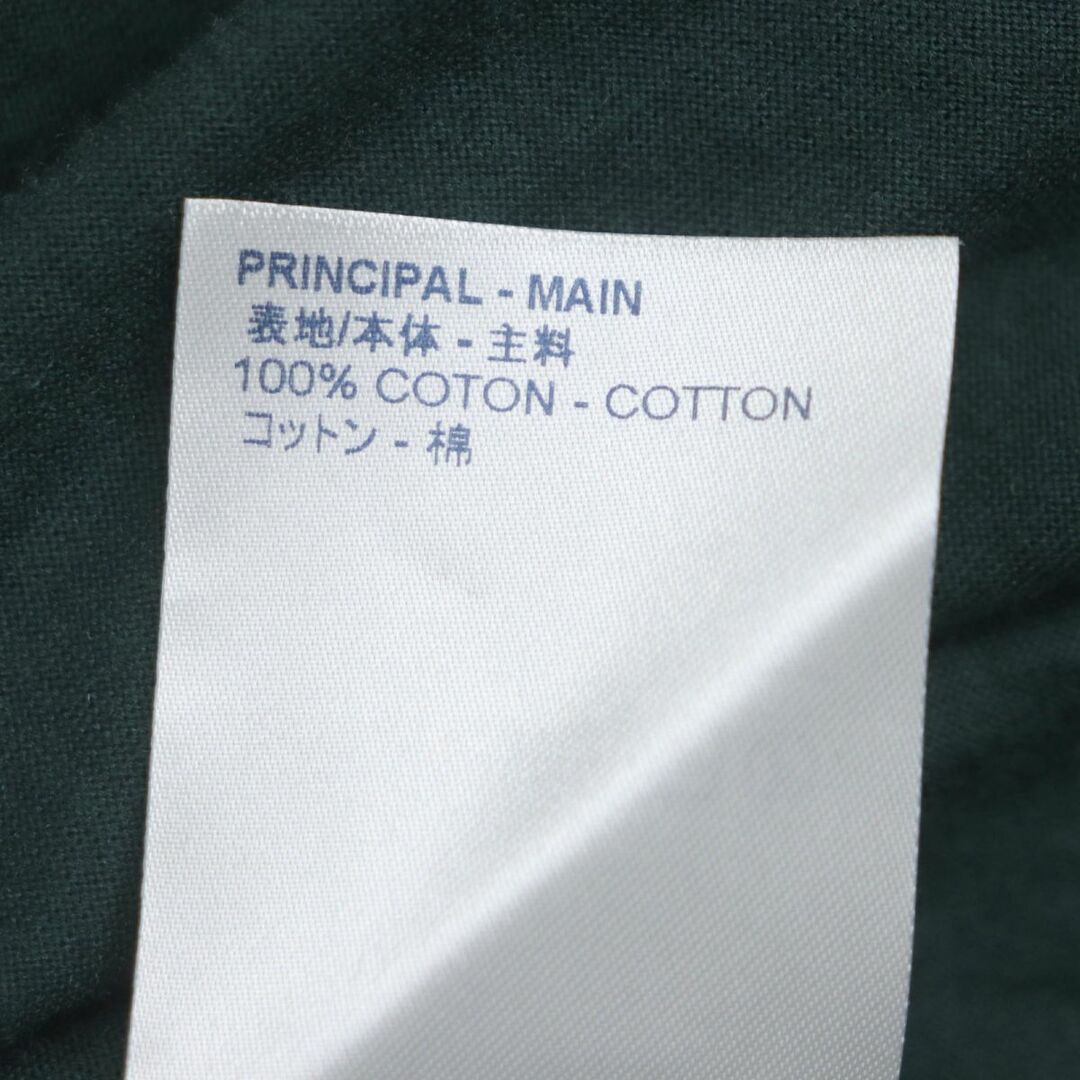 PRINCIPAL - MAIN
表地/本体 - 主料
100% COTON - COTTON
コットン - 棉